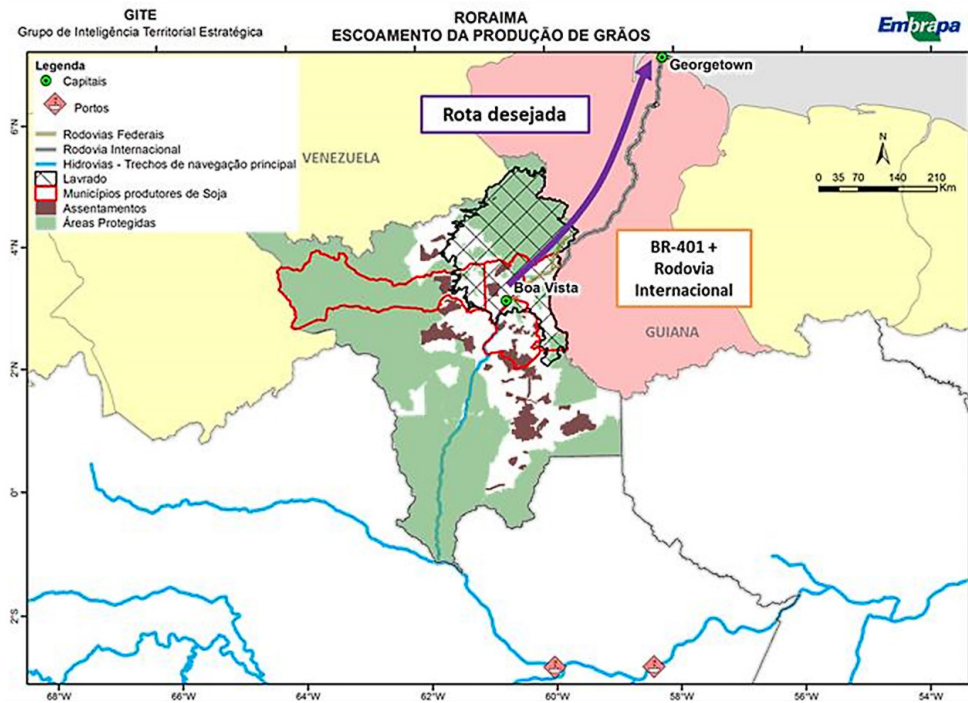 GITE
Grupo de Inteligência Territorial Estratégica
RORAIMA
ESCOAMENTO DA PRODUÇÃO DE GRÃOS
Embrapa
Legenda
Capitais
Portos
Rodovias Federais
Rodovia Internacional
Hidrovias - Trechos de navegação principal
Lavrado
Municípios produtores de Soja
Assentamentos
Áreas Protegidas
Georgetown
Rota desejada
VENEZUELA
N
0 35 70 140 210
Km
BR-401 +
Rodovia
Internacional
Boa Vista
GUIANA
6°N
4°N
2°N
0°
2°S
68°W 66°W 64°W 62°W 60°W 58°W 56°W 54°W